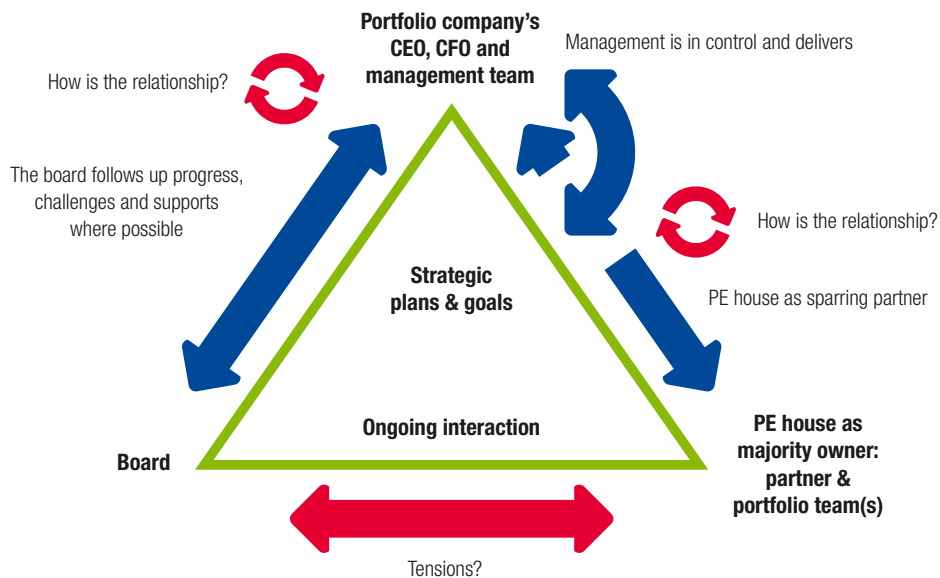 Portfolio company’s
CEO, CFO and
management team
Management is in control and delivers
How is the relationship?
The board follows up progress,
challenges and supports
where possible
How is the relationship?
Strategic
plans & goals
PE house as sparring partner
Ongoing interaction
Board
PE house as
majority owner:
partner &
portfolio team(s)
Tensions?